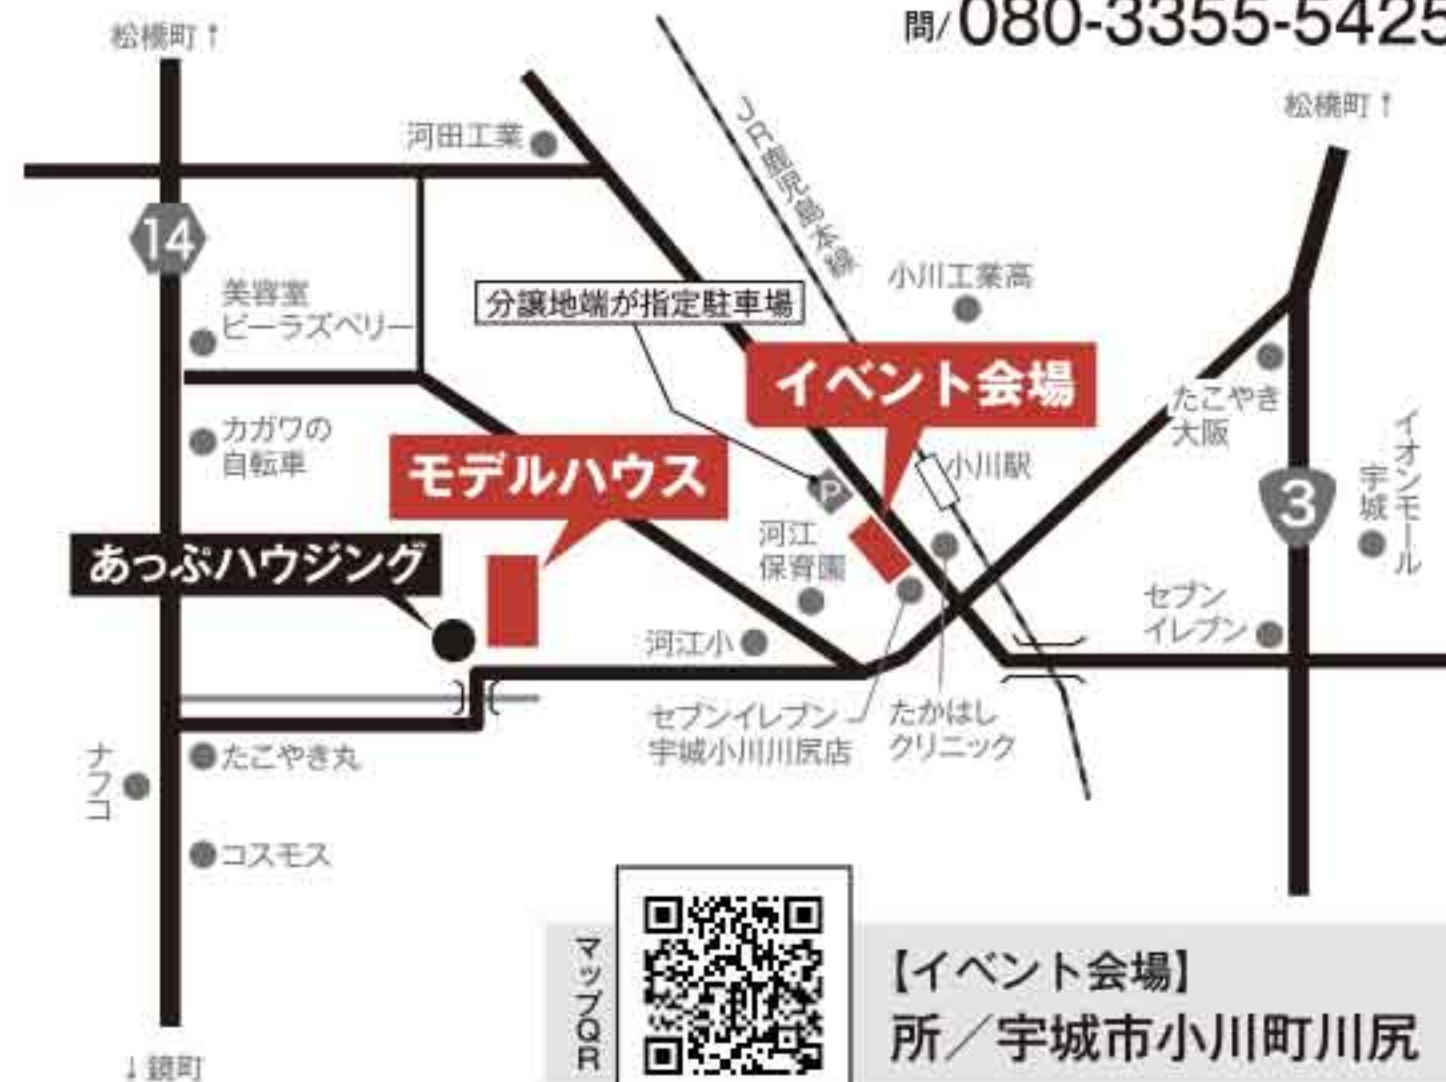 問/080-3355-5425
松橋町↑
松橋町↑
河田工業
JR鹿児島本線
14
美容室
ビーラズベリー
分譲地端が指定駐車場
小川工業高
イベント会場
たこやき
大阪
カガワの
自転車
モデルハウス
小川駅
イオンモール
宇城
3
P
あっぷハウジング
河江
保育園
セブン
イレブン
河江小
セブンイレブン
宇城小川川尻店
たかはし
クリニック
ナフコ
たこやき丸
コスモス
↓鏡町
マップQR
【イベント会場】
所／宇城市小川町川尻